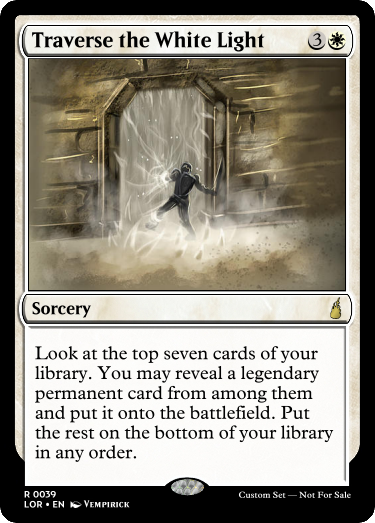 Traverse the White Light 3
Sorcery
Look at the top seven cards of your
library. You may reveal a legendary
permanent card from among them
and put it onto the battlefield. Put
the rest on the bottom of your library
in any order.
R 0039
LOR • EN VEMPIRICK
Custom Set — Not For Sale